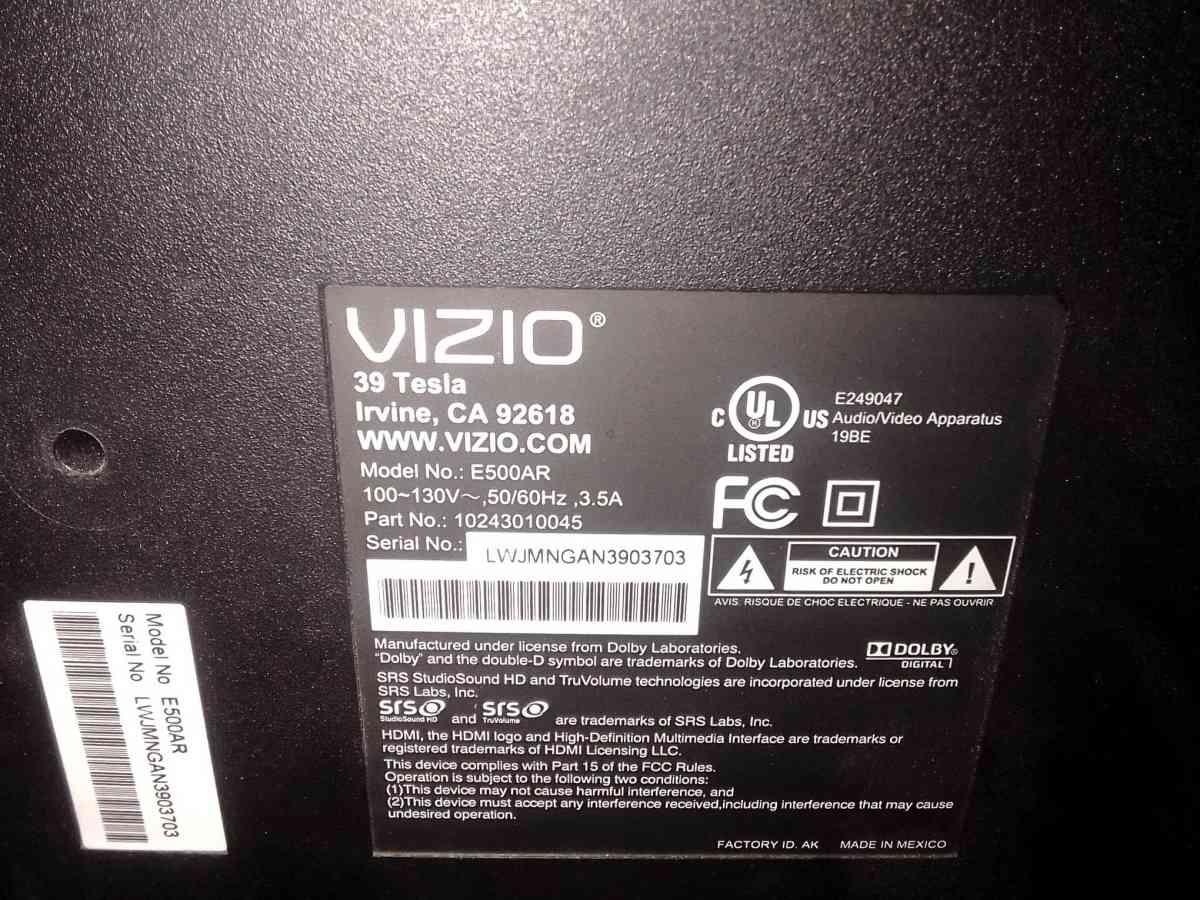 VIZIO®
39 Tesla
Irvine, CA 92618
WWW.VIZIO.COM
Model No.: E500AR
100~130V～,50/60Hz ,3.5A
Part No.: 10243010045
Serial No.: LWJMNGAN3903703
C UL® US
LISTED
E249047
Audio/Video Apparatus
19BE
FC
CAUTION
RISK OF ELECTRIC SHOCK
DO NOT OPEN
AVIS. RISQUE DE CHOC ELECTRIQUE - NE PAS OUVRIR
Manufactured under license from Dolby Laboratories.
"Dolby" and the double-D symbol are trademarks of Dolby Laboratories.
DOLBY®
DIGITAL
SRS StudioSound HD and TruVolume technologies are incorporated under license from
SRS Labs, Inc.
SRS StudioSound HD and SRS TruVolume are trademarks of SRS Labs, Inc.
HDMI, the HDMI logo and High-Definition Multimedia Interface are trademarks or
registered trademarks of HDMI Licensing LLC.
This device complies with Part 15 of the FCC Rules.
Operation is subject to the following two conditions:
(1)This device may not cause harmful interference, and
(2)This device must accept any interference received,including interference that may cause
undesired operation.
FACTORY ID. AK MADE IN MEXICO
Model No E500AR
Serial No LWJMNGAN3903703